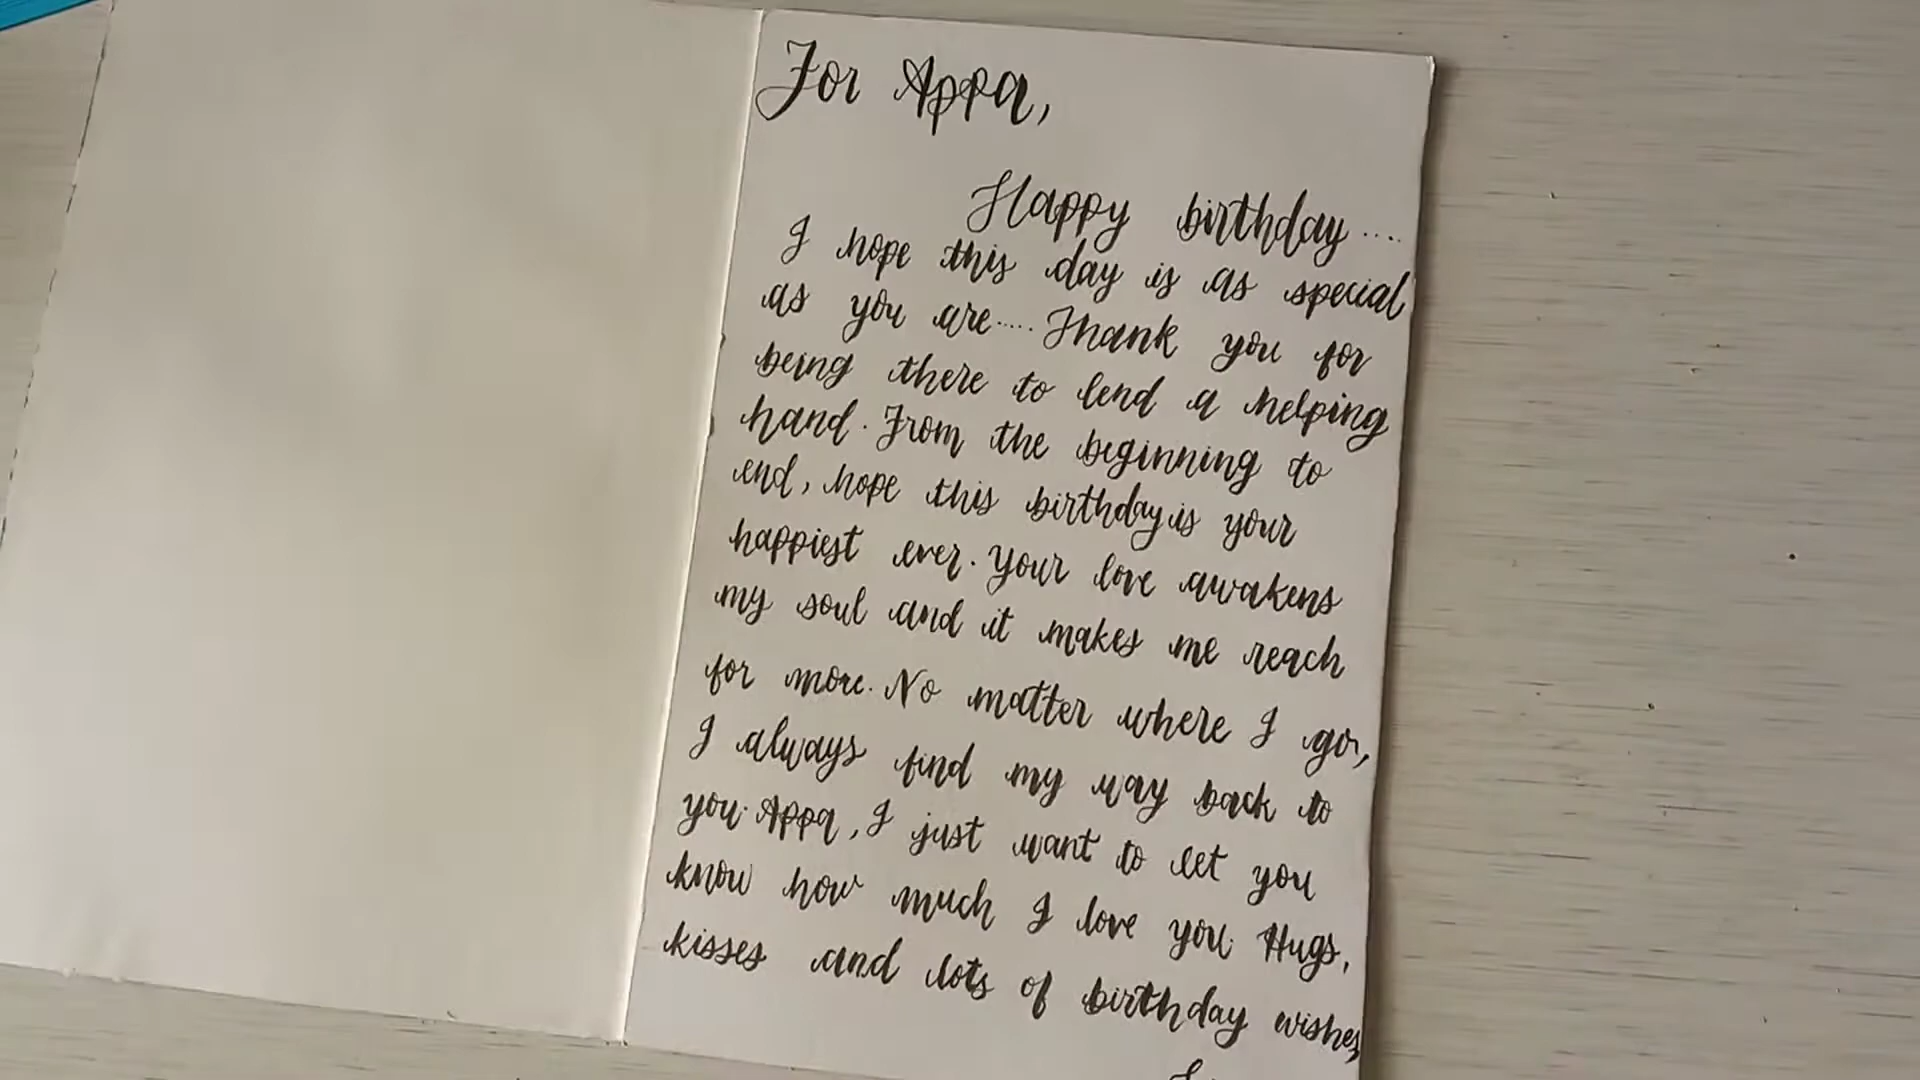 For Appa,
Happy birthday....
I hope this day is as special
as you are..... Thank you for
being there to lend a helping
hand. From the beginning to
end, hope this birthday is your
happiest ever. Your love awakens
my soul and it makes me reach
for more. No matter where I go,
I always find my way back to
you. Appa, I just want to let you
know how much I love you. Hugs,
kisses and lots of birthday wishes